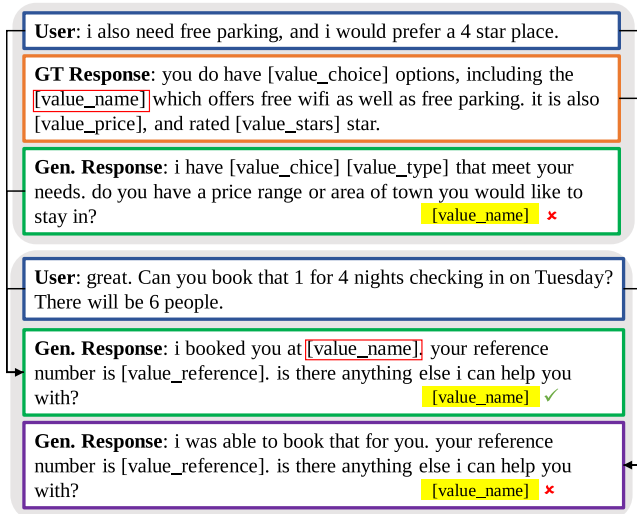 User: i also need free parking, and i would prefer a 4 star place.
GT Response: you do have [value_choice] options, including the
[value_name] which offers free wifi as well as free parking. it is also
[value_price], and rated [value_stars] star.
Gen. Response: i have [value_chice] [value_type] that meet your
needs. do you have a price range or area of town you would like to
stay in?
[value_name] ✘
User: great. Can you book that 1 for 4 nights checking in on Tuesday?
There will be 6 people.
Gen. Response: i booked you at [value_name]. your reference
number is [value_reference]. is there anything else i can help you
with?
[value_name] ✓
Gen. Response: i was able to book that for you. your reference
number is [value_reference]. is there anything else i can help you
with?
[value_name] ✘